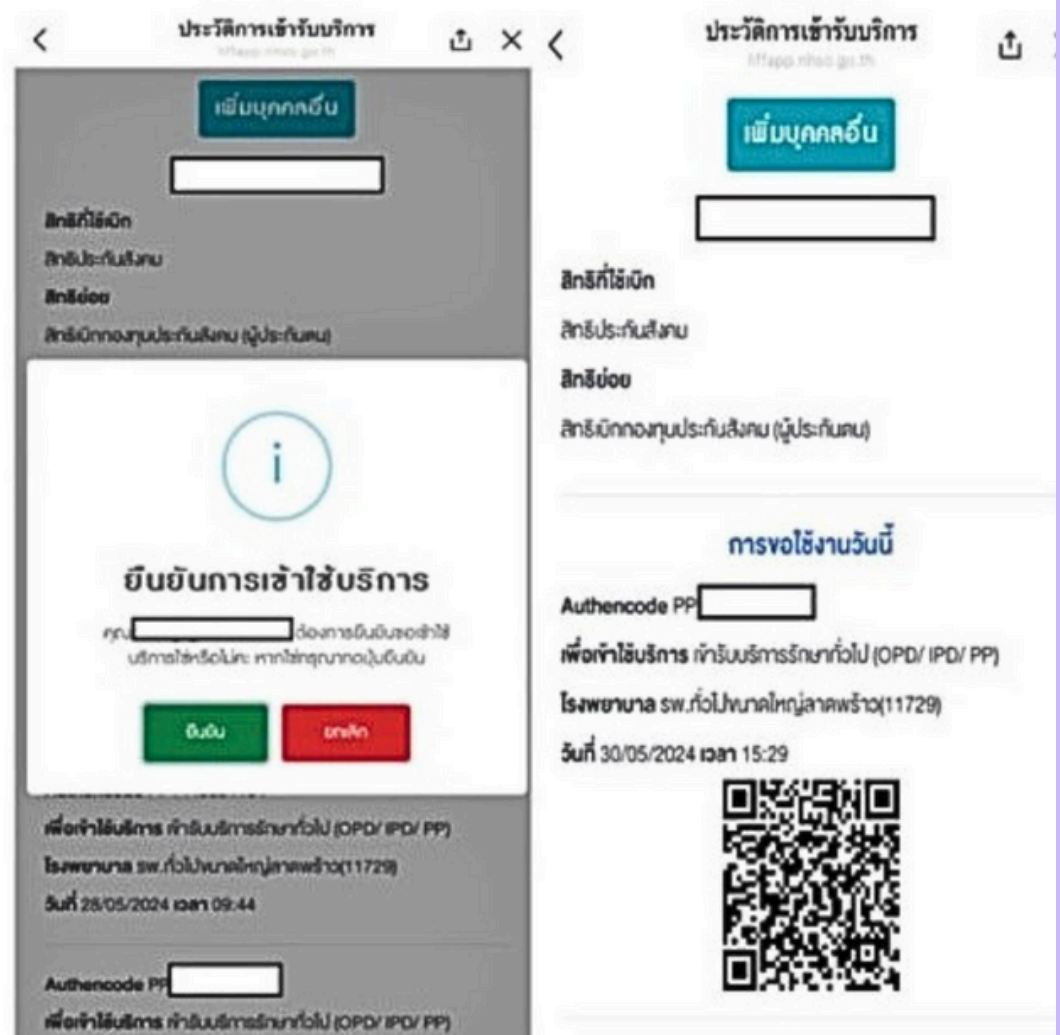 ประวัติการเข้ารับบริการ
เพิ่มบุคคลอื่น
สิทธิที่ใช้เบิก
สิทธิประกันสังคม
สิทธิย่อย
สิทธิเบิกกองทุนประกันสังคม (ผู้ประกันตน)
i
ยืนยันการเข้าใช้บริการ
คุณ ต้องการยืนยันขอเข้าใช้
บริการใช่หรือไม่คะ หากใช่กรุณากดปุ่มยืนยัน
ยืนยัน ยกเลิก
เพื่อเข้าใช้บริการ เข้ารับบริการรักษาทั่วไป (OPD/ IPD/ PP)
โรงพยาบาล รพ.ทั่วไปขนาดใหญ่ลาดพร้าว(11729)
วันที่ 28/05/2024 เวลา 09:44
Authencode PP
เพื่อเข้าใช้บริการ เข้ารับบริการรักษาทั่วไป (OPD/ IPD/ PP)
ประวัติการเข้ารับบริการ
liffapp.nhso.go.th
เพิ่มบุคคลอื่น
สิทธิที่ใช้เบิก
สิทธิประกันสังคม
สิทธิย่อย
สิทธิเบิกกองทุนประกันสังคม (ผู้ประกันตน)
การขอใช้งานวันนี้
Authencode PP
เพื่อเข้าใช้บริการ เข้ารับบริการรักษาทั่วไป (OPD/ IPD/ PP)
โรงพยาบาล รพ.ทั่วไปขนาดใหญ่ลาดพร้าว(11729)
วันที่ 30/05/2024 เวลา 15:29